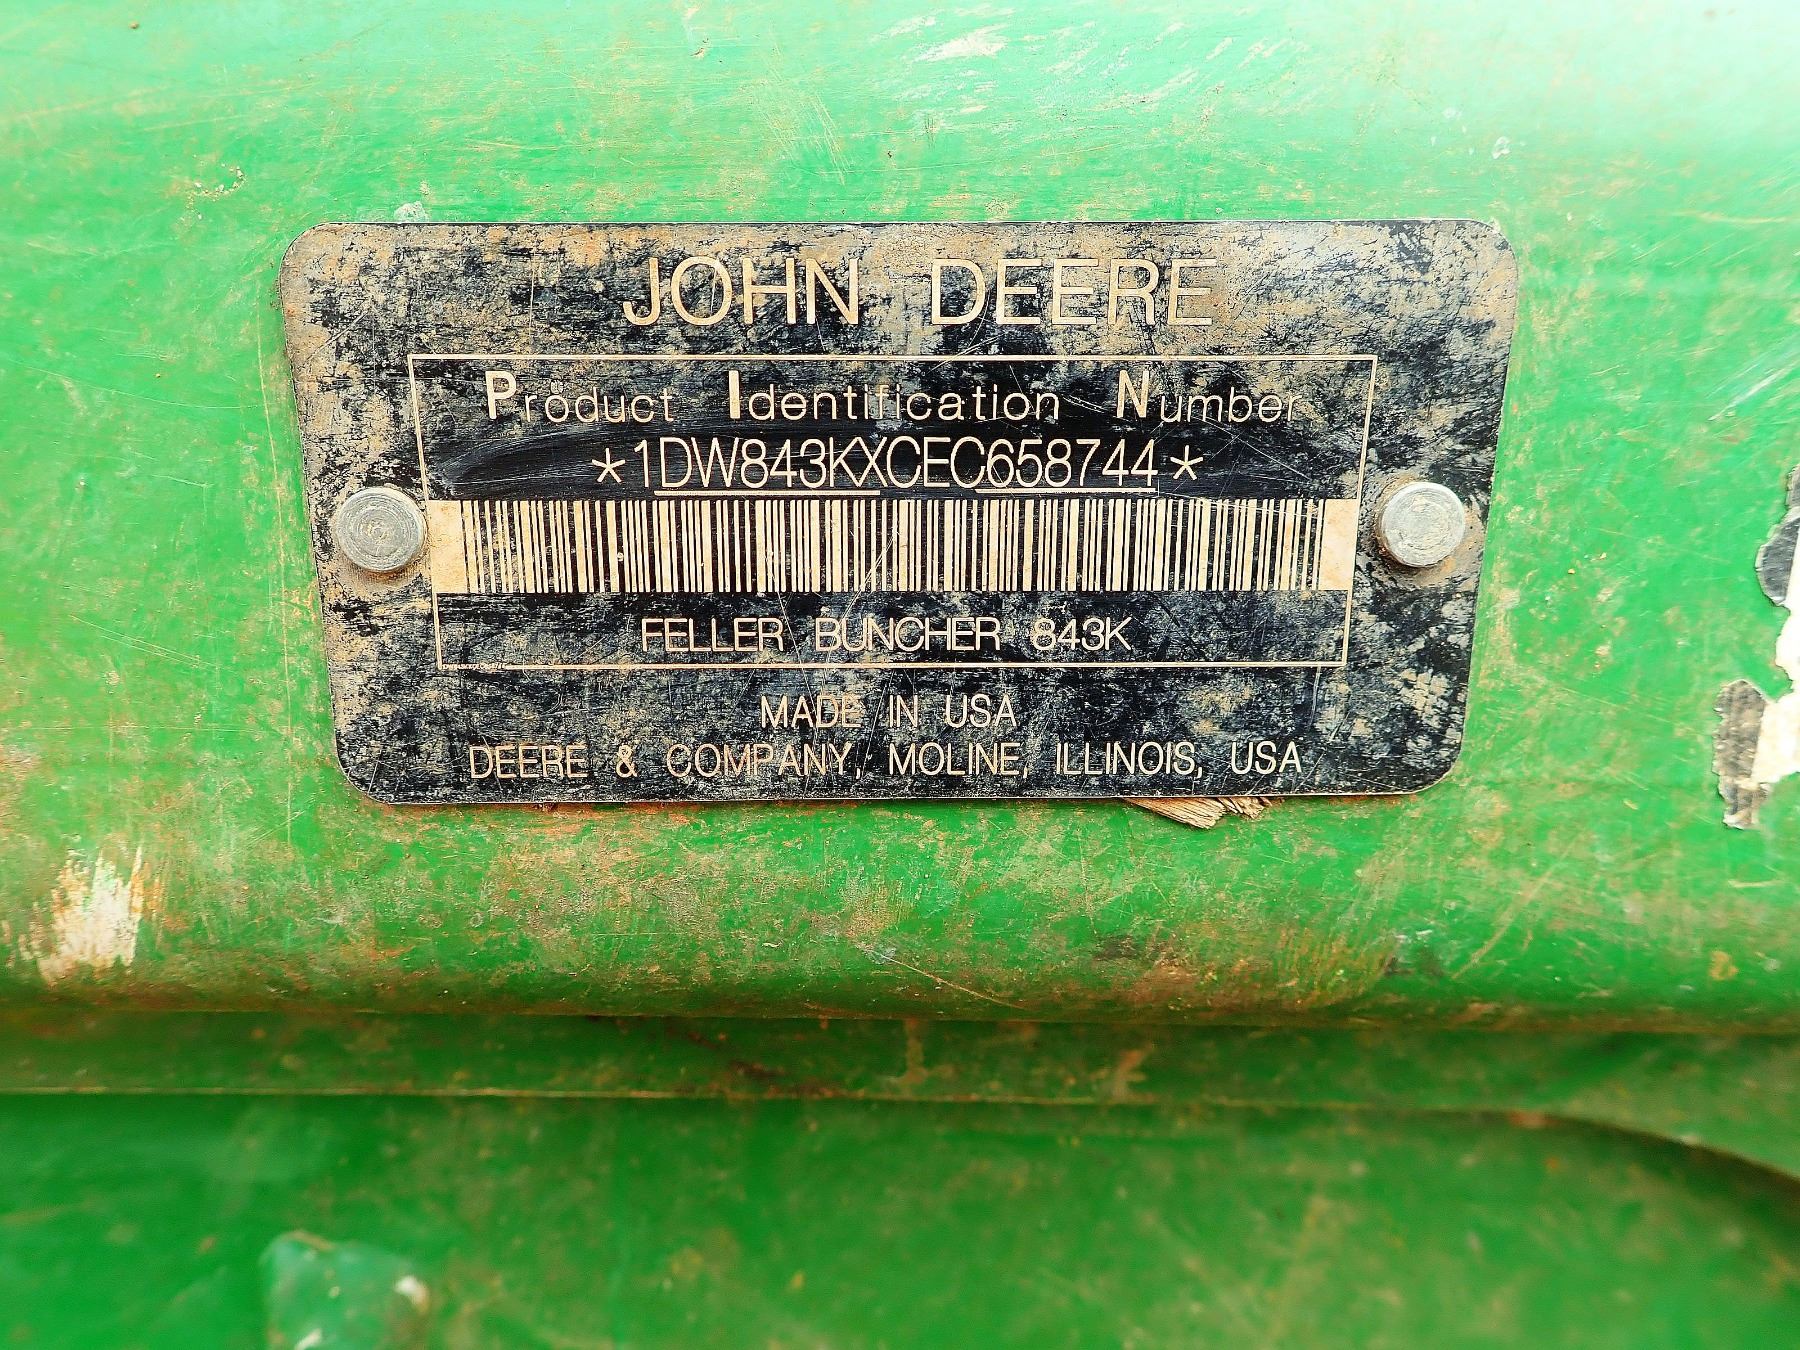 JOHN DEERE
Product Identification Number
*1DW843KXCEC658744*
FELLER BUNCHER 843K
MADE IN USA
DEERE & COMPANY, MOLINE, ILLINOIS, USA